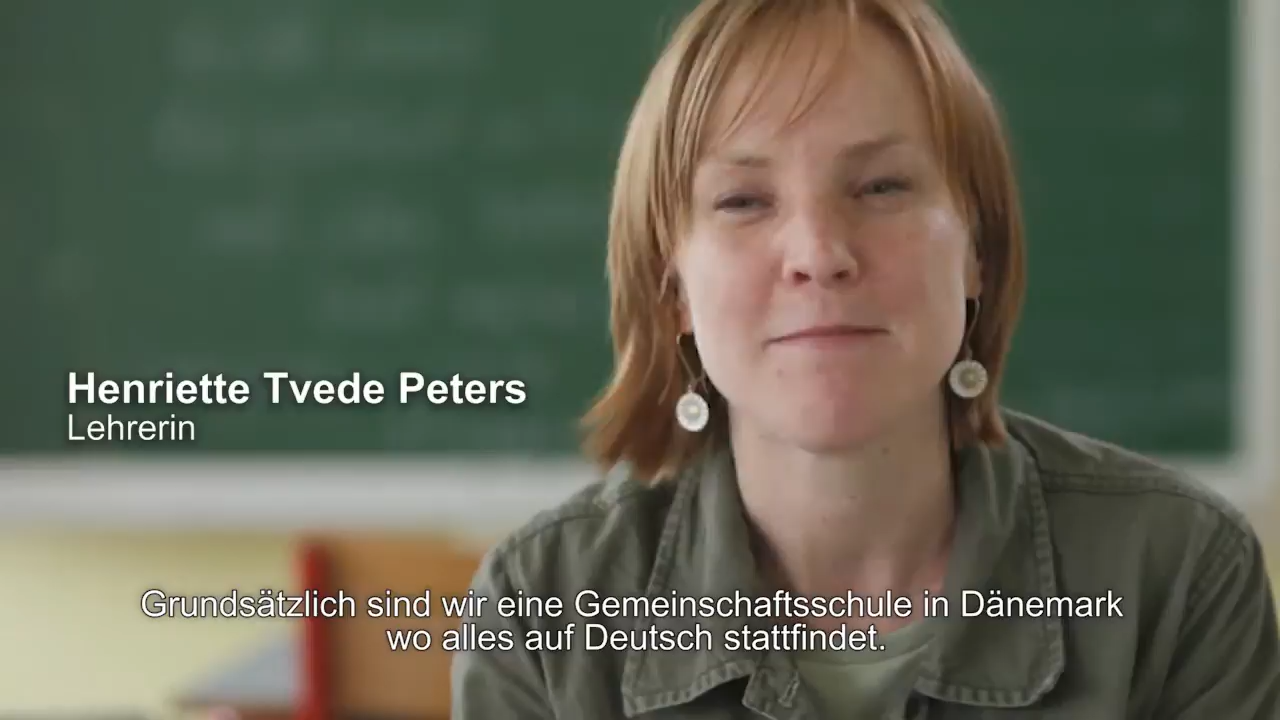 Henriette Tvede Peters
Lehrerin
Grundsätzlich sind wir eine Gemeinschaftsschule in Dänemark
wo alles auf Deutsch stattfindet.